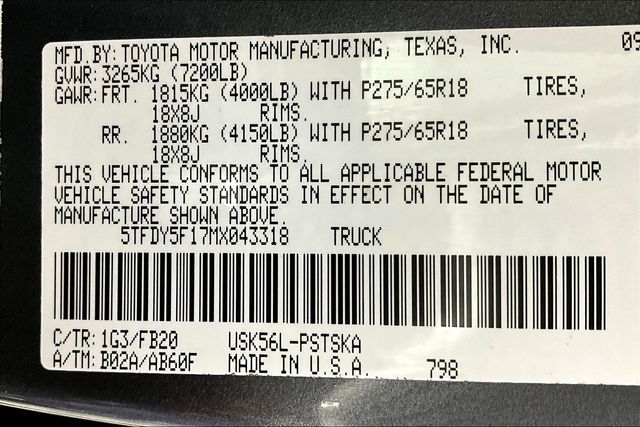 MFD.BY:TOYOTA MOTOR MANUFACTURING, TEXAS, INC. 09
GVWR:3265KG (7200LB)
GAWR:FRT. 1815KG (4000LB) WITH P275/65R18 TIRES,
18X8J RIMS.
RR. 1880KG (4150LB) WITH P275/65R18 TIRES,
18X8J RIMS.
THIS VEHICLE CONFORMS TO ALL APPLICABLE FEDERAL MOTOR
VEHICLE SAFETY STANDARDS IN EFFECT ON THE DATE OF
MANUFACTURE SHOWN ABOVE.
5TFDY5F17MX043318 TRUCK
C/TR:1G3/FB20 USK56L-PSTSKA
A/TM:B02A/AB60F MADE IN U.S.A. 798